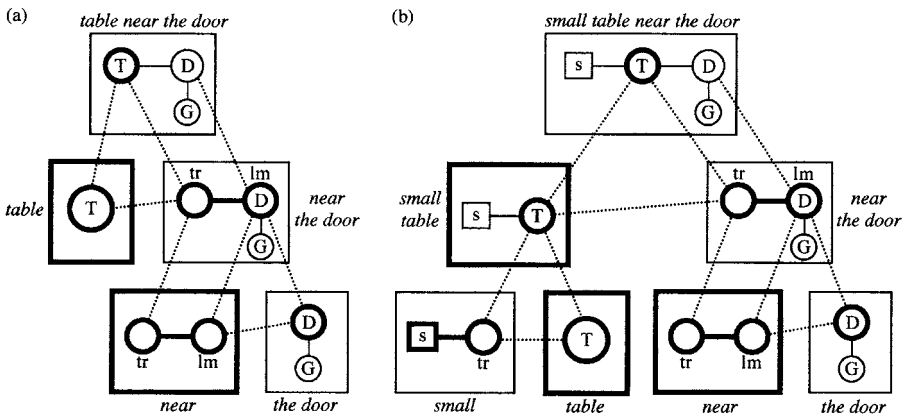 (a)
table near the door
T D
G
table
T
tr lm
D
G
near
the door
tr lm
D
G
near
the door
(b)
small table near the door
s T D
G
small
table
s T
tr lm
D
G
near
the door
s
tr
T
tr lm
D
G
small
table
near
the door